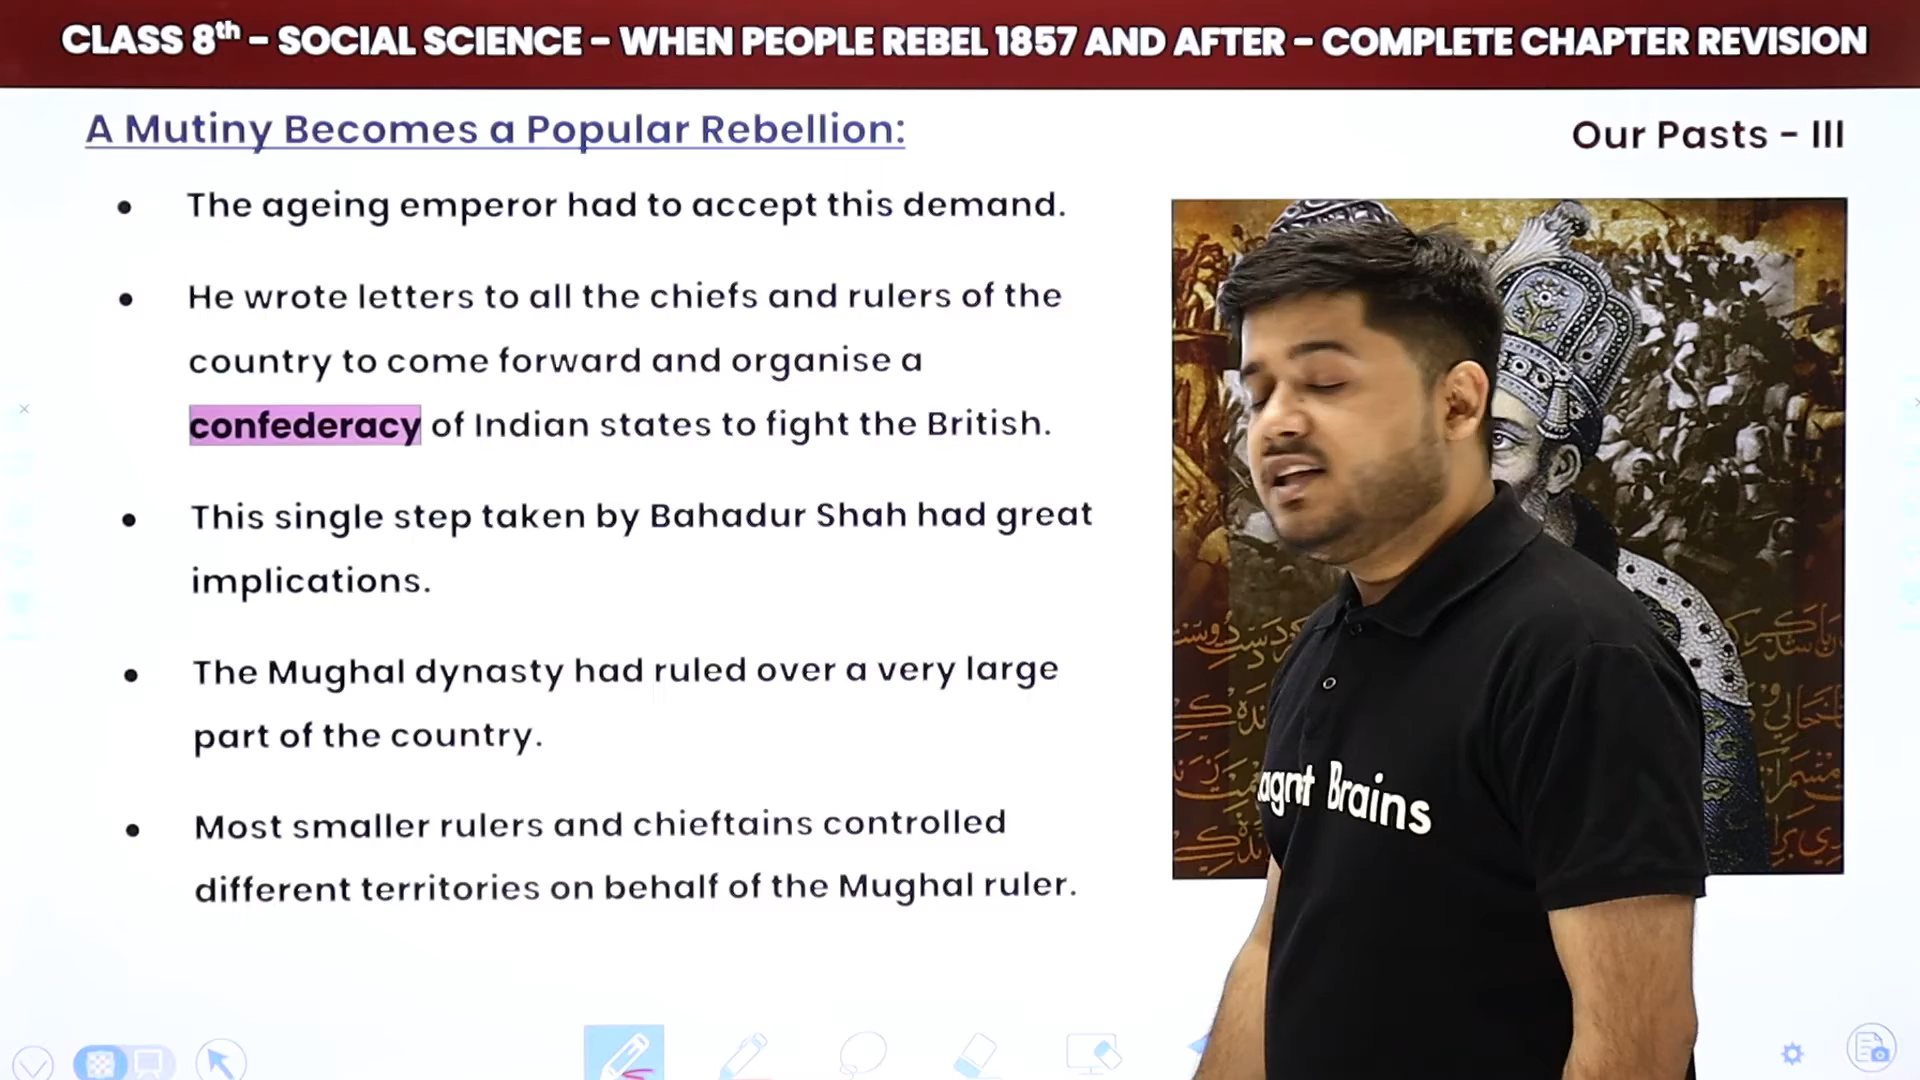 CLASS 8th – SOCIAL SCIENCE – WHEN PEOPLE REBEL 1857 AND AFTER – COMPLETE CHAPTER REVISION
A Mutiny Becomes a Popular Rebellion:
Our Pasts – III
• The ageing emperor had to accept this demand.
• He wrote letters to all the chiefs and rulers of the
country to come forward and organise a
confederacy of Indian states to fight the British.
• This single step taken by Bahadur Shah had great
implications.
• The Mughal dynasty had ruled over a very large
part of the country.
• Most smaller rulers and chieftains controlled
different territories on behalf of the Mughal ruler.
agnt Brains